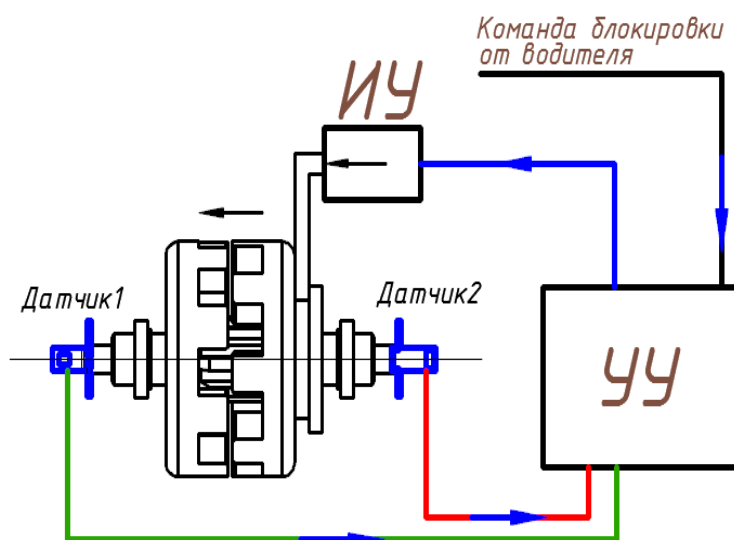 Команда блокировки
от водителя
ИУ
Датчик1
Датчик2
УУ